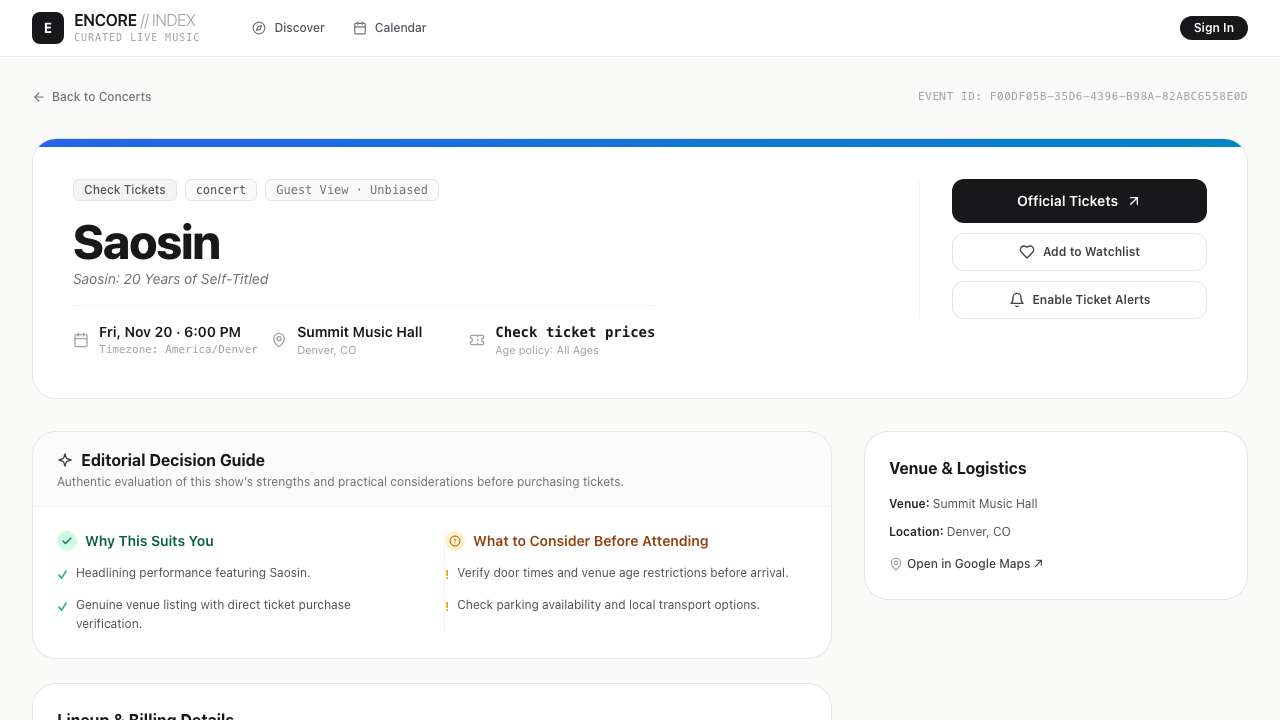 E
ENCORE // INDEX
CURATED LIVE MUSIC
Discover
Calendar
Sign In
Back to Concerts
EVENT ID: F00DF05B-35D6-4396-B98A-82ABC6558E0D
Check Tickets
concert
Guest View · Unbiased
Saosin
Saosin: 20 Years of Self-Titled
Fri, Nov 20 · 6:00 PM
Timezone: America/Denver
Summit Music Hall
Denver, CO
Check ticket prices
Age policy: All Ages
Official Tickets
Add to Watchlist
Enable Ticket Alerts
Editorial Decision Guide
Authentic evaluation of this show's strengths and practical considerations before purchasing tickets.
Why This Suits You
Headlining performance featuring Saosin.
Genuine venue listing with direct ticket purchase
verification.
What to Consider Before Attending
! Verify door times and venue age restrictions before arrival.
! Check parking availability and local transport options.
Venue & Logistics
Venue: Summit Music Hall
Location: Denver, CO
Open in Google Maps
Lineup & Billing Details